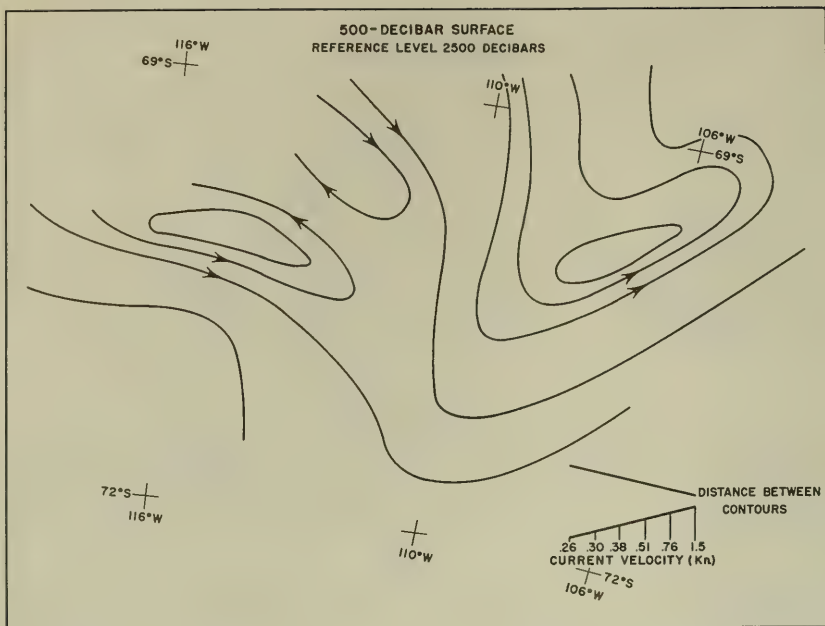 500-DECIBAR SURFACE
REFERENCE LEVEL 2500 DECIBARS
116°W
69°S
110°W
106°W
69°S
72°S
116°W
110°W
DISTANCE BETWEEN
CONTOURS
.26 .30 .38 .51 .76 1.5
CURRENT VELOCITY (Kn)
72°S
106°W